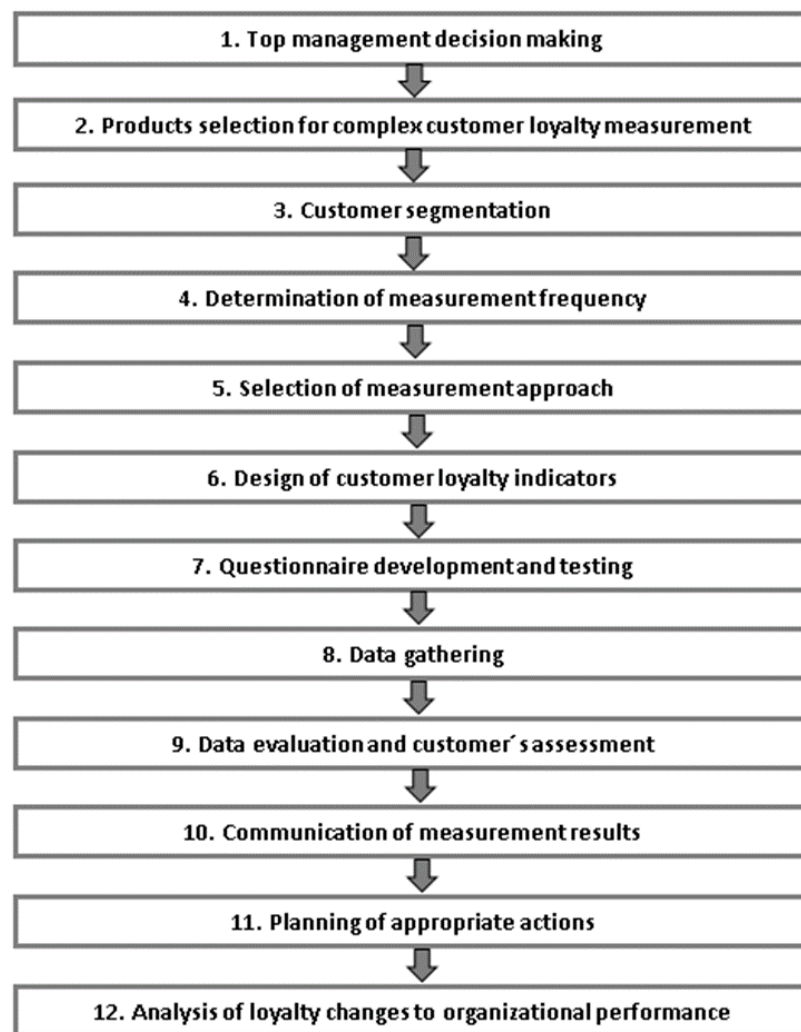 1. Top management decision making
2. Products selection for complex customer loyalty measurement
3. Customer segmentation
4. Determination of measurement frequency
5. Selection of measurement approach
6. Design of customer loyalty indicators
7. Questionnaire development and testing
8. Data gathering
9. Data evaluation and customer´s assessment
10. Communication of measurement results
11. Planning of appropriate actions
12. Analysis of loyalty changes to organizational performance